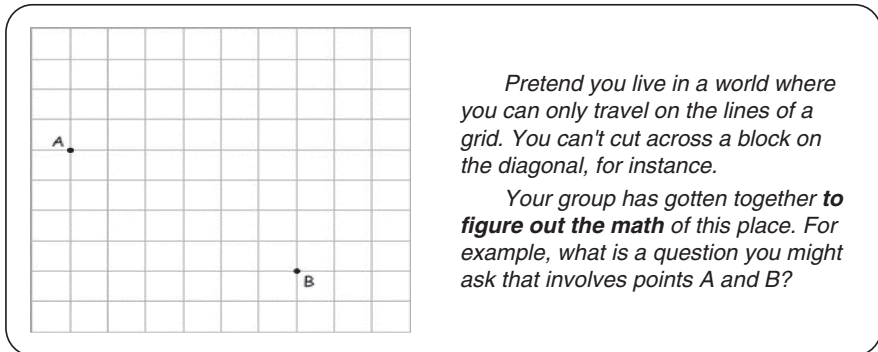 A
B
Pretend you live in a world where
you can only travel on the lines of a
grid. You can't cut across a block on
the diagonal, for instance.
Your group has gotten together to
figure out the math of this place. For
example, what is a question you might
ask that involves points A and B?